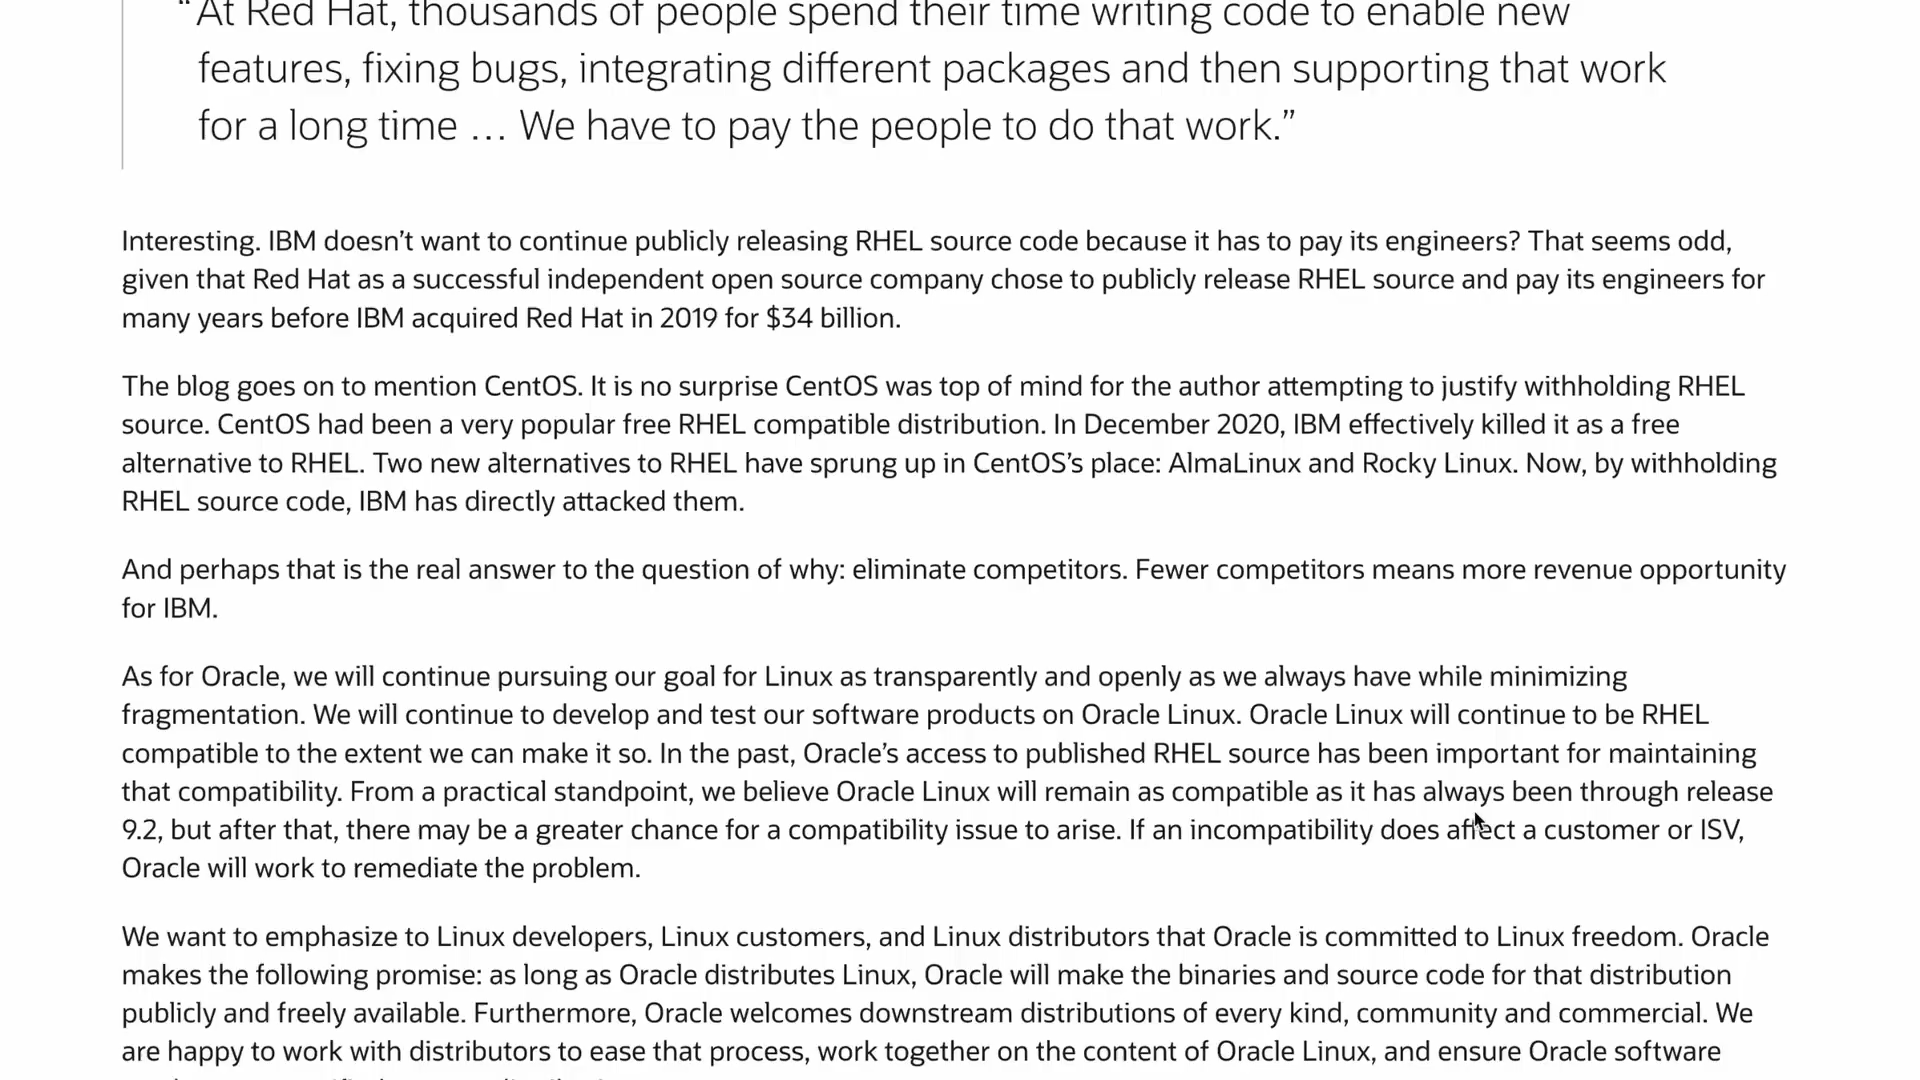 “At Red Hat, thousands of people spend their time writing code to enable new
features, fixing bugs, integrating different packages and then supporting that work
for a long time … We have to pay the people to do that work.”
Interesting. IBM doesn’t want to continue publicly releasing RHEL source code because it has to pay its engineers? That seems odd,
given that Red Hat as a successful independent open source company chose to publicly release RHEL source and pay its engineers for
many years before IBM acquired Red Hat in 2019 for $34 billion.
The blog goes on to mention CentOS. It is no surprise CentOS was top of mind for the author attempting to justify withholding RHEL
source. CentOS had been a very popular free RHEL compatible distribution. In December 2020, IBM effectively killed it as a free
alternative to RHEL. Two new alternatives to RHEL have sprung up in CentOS’s place: AlmaLinux and Rocky Linux. Now, by withholding
RHEL source code, IBM has directly attacked them.
And perhaps that is the real answer to the question of why: eliminate competitors. Fewer competitors means more revenue opportunity
for IBM.
As for Oracle, we will continue pursuing our goal for Linux as transparently and openly as we always have while minimizing
fragmentation. We will continue to develop and test our software products on Oracle Linux. Oracle Linux will continue to be RHEL
compatible to the extent we can make it so. In the past, Oracle’s access to published RHEL source has been important for maintaining
that compatibility. From a practical standpoint, we believe Oracle Linux will remain as compatible as it has always been through release
9.2, but after that, there may be a greater chance for a compatibility issue to arise. If an incompatibility does affect a customer or ISV,
Oracle will work to remediate the problem.
We want to emphasize to Linux developers, Linux customers, and Linux distributors that Oracle is committed to Linux freedom. Oracle
makes the following promise: as long as Oracle distributes Linux, Oracle will make the binaries and source code for that distribution
publicly and freely available. Furthermore, Oracle welcomes downstream distributions of every kind, community and commercial. We
are happy to work with distributors to ease that process, work together on the content of Oracle Linux, and ensure Oracle software